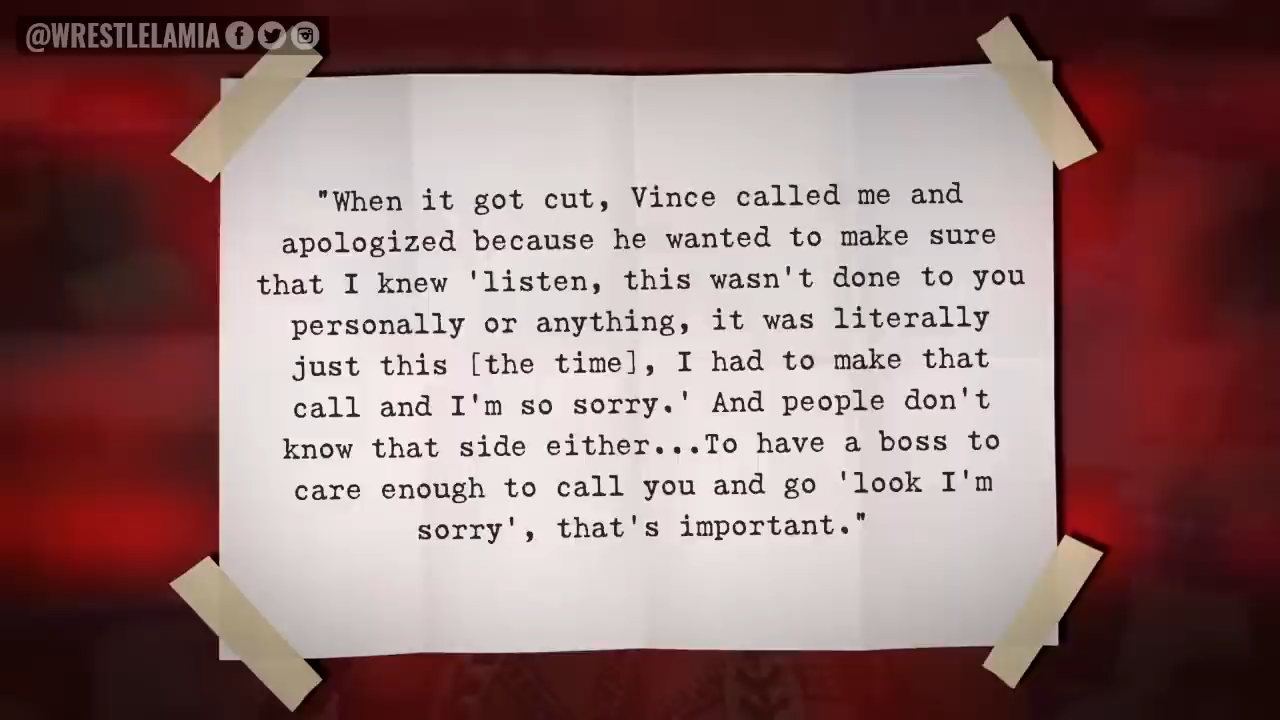 @WRESTLELAMIA
"When it got cut, Vince called me and
apologized because he wanted to make sure
that I knew 'listen, this wasn't done to you
personally or anything, it was literally
just this [the time], I had to make that
call and I'm so sorry.' And people don't
know that side either...To have a boss to
care enough to call you and go 'look I'm
sorry', that's important."